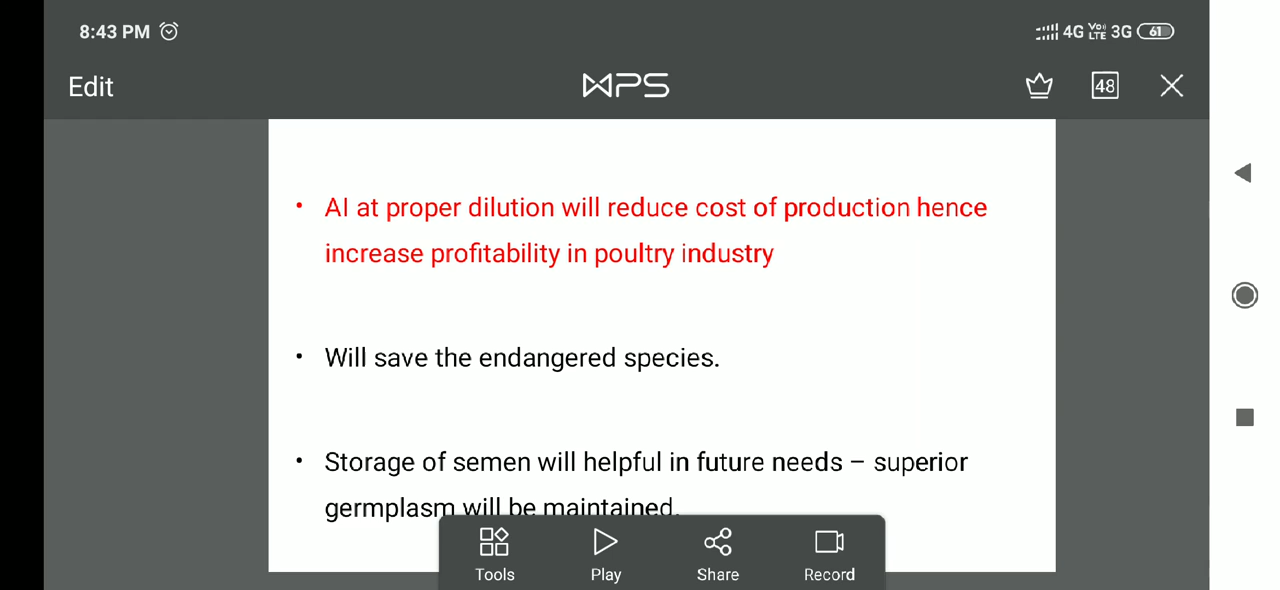 8:43 PM 4G VoLTE 3G 61
Edit WPS 48
• AI at proper dilution will reduce cost of production hence
increase profitability in poultry industry
• Will save the endangered species.
• Storage of semen will helpful in future needs – superior
germplasm will be maintained.
Tools Play Share Record